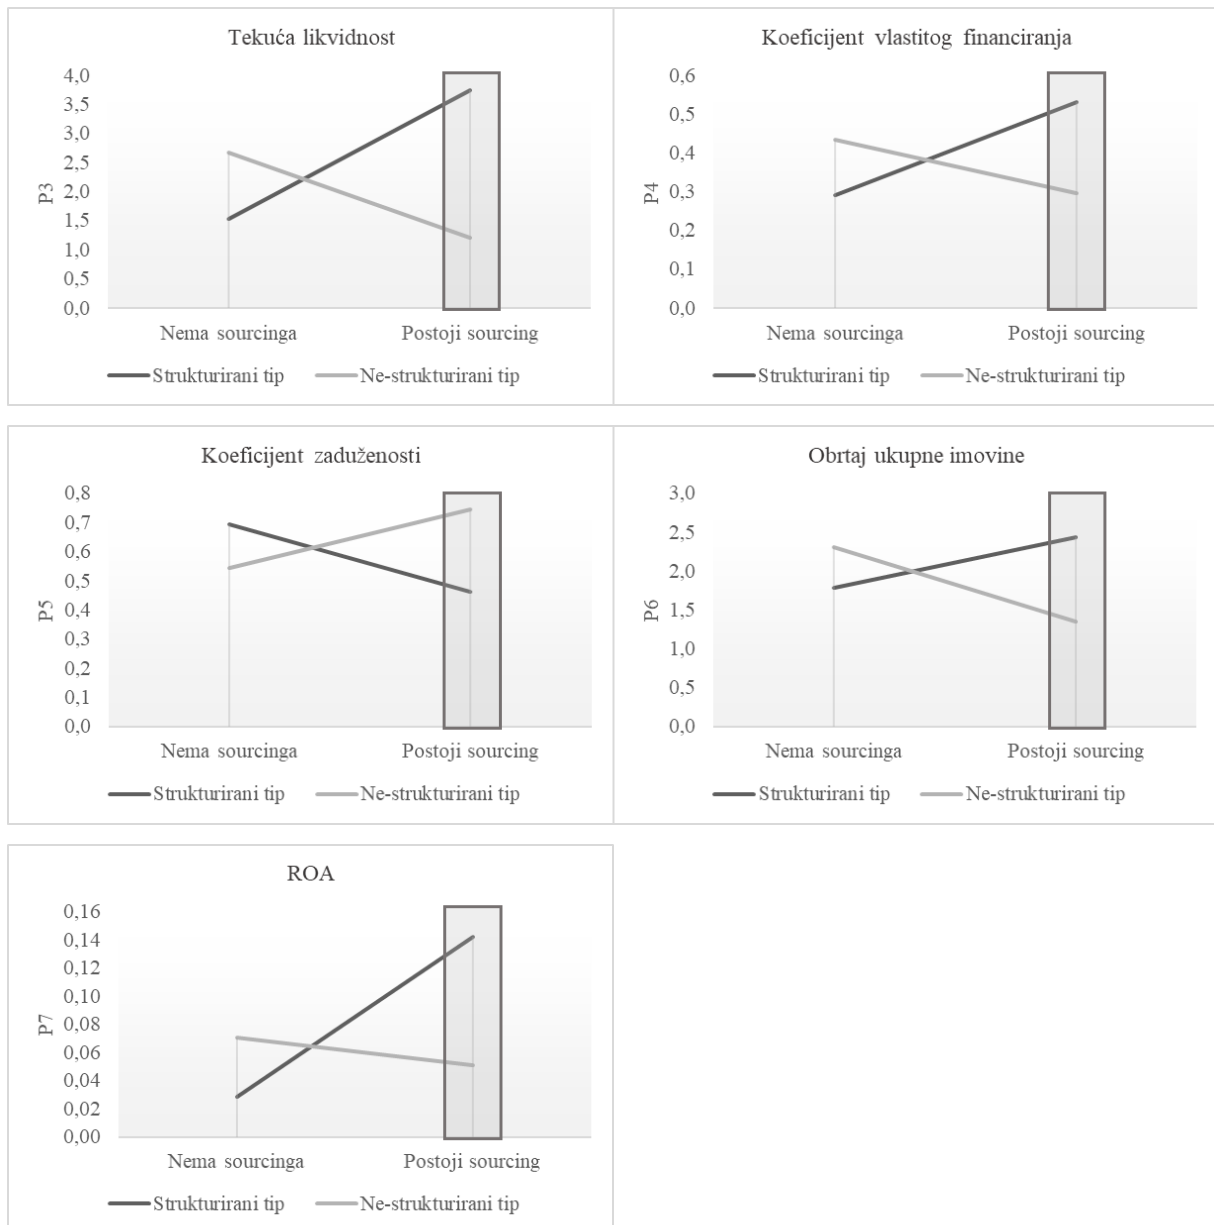 Tekuća likvidnost
4,0
3,5
3,0
2,5
2,0
1,5
1,0
0,5
0,0
P3
Nema sourcinga Postoji sourcing
Strukturirani tip Ne-strukturirani tip
Koeficijent vlastitog financiranja
0,6
0,5
0,4
0,3
0,2
0,1
0,0
P4
Nema sourcinga Postoji sourcing
Strukturirani tip Ne-strukturirani tip
Koeficijent zaduženosti
0,8
0,7
0,6
0,5
0,4
0,3
0,2
0,1
0,0
P5
Nema sourcinga Postoji sourcing
Strukturirani tip Ne-strukturirani tip
Obrtaj ukupne imovine
3,0
2,5
2,0
1,5
1,0
0,5
0,0
P6
Nema sourcinga Postoji sourcing
Strukturirani tip Ne-strukturirani tip
ROA
0,16
0,14
0,12
0,10
0,08
0,06
0,04
0,02
0,00
P7
Nema sourcinga Postoji sourcing
Strukturirani tip Ne-strukturirani tip